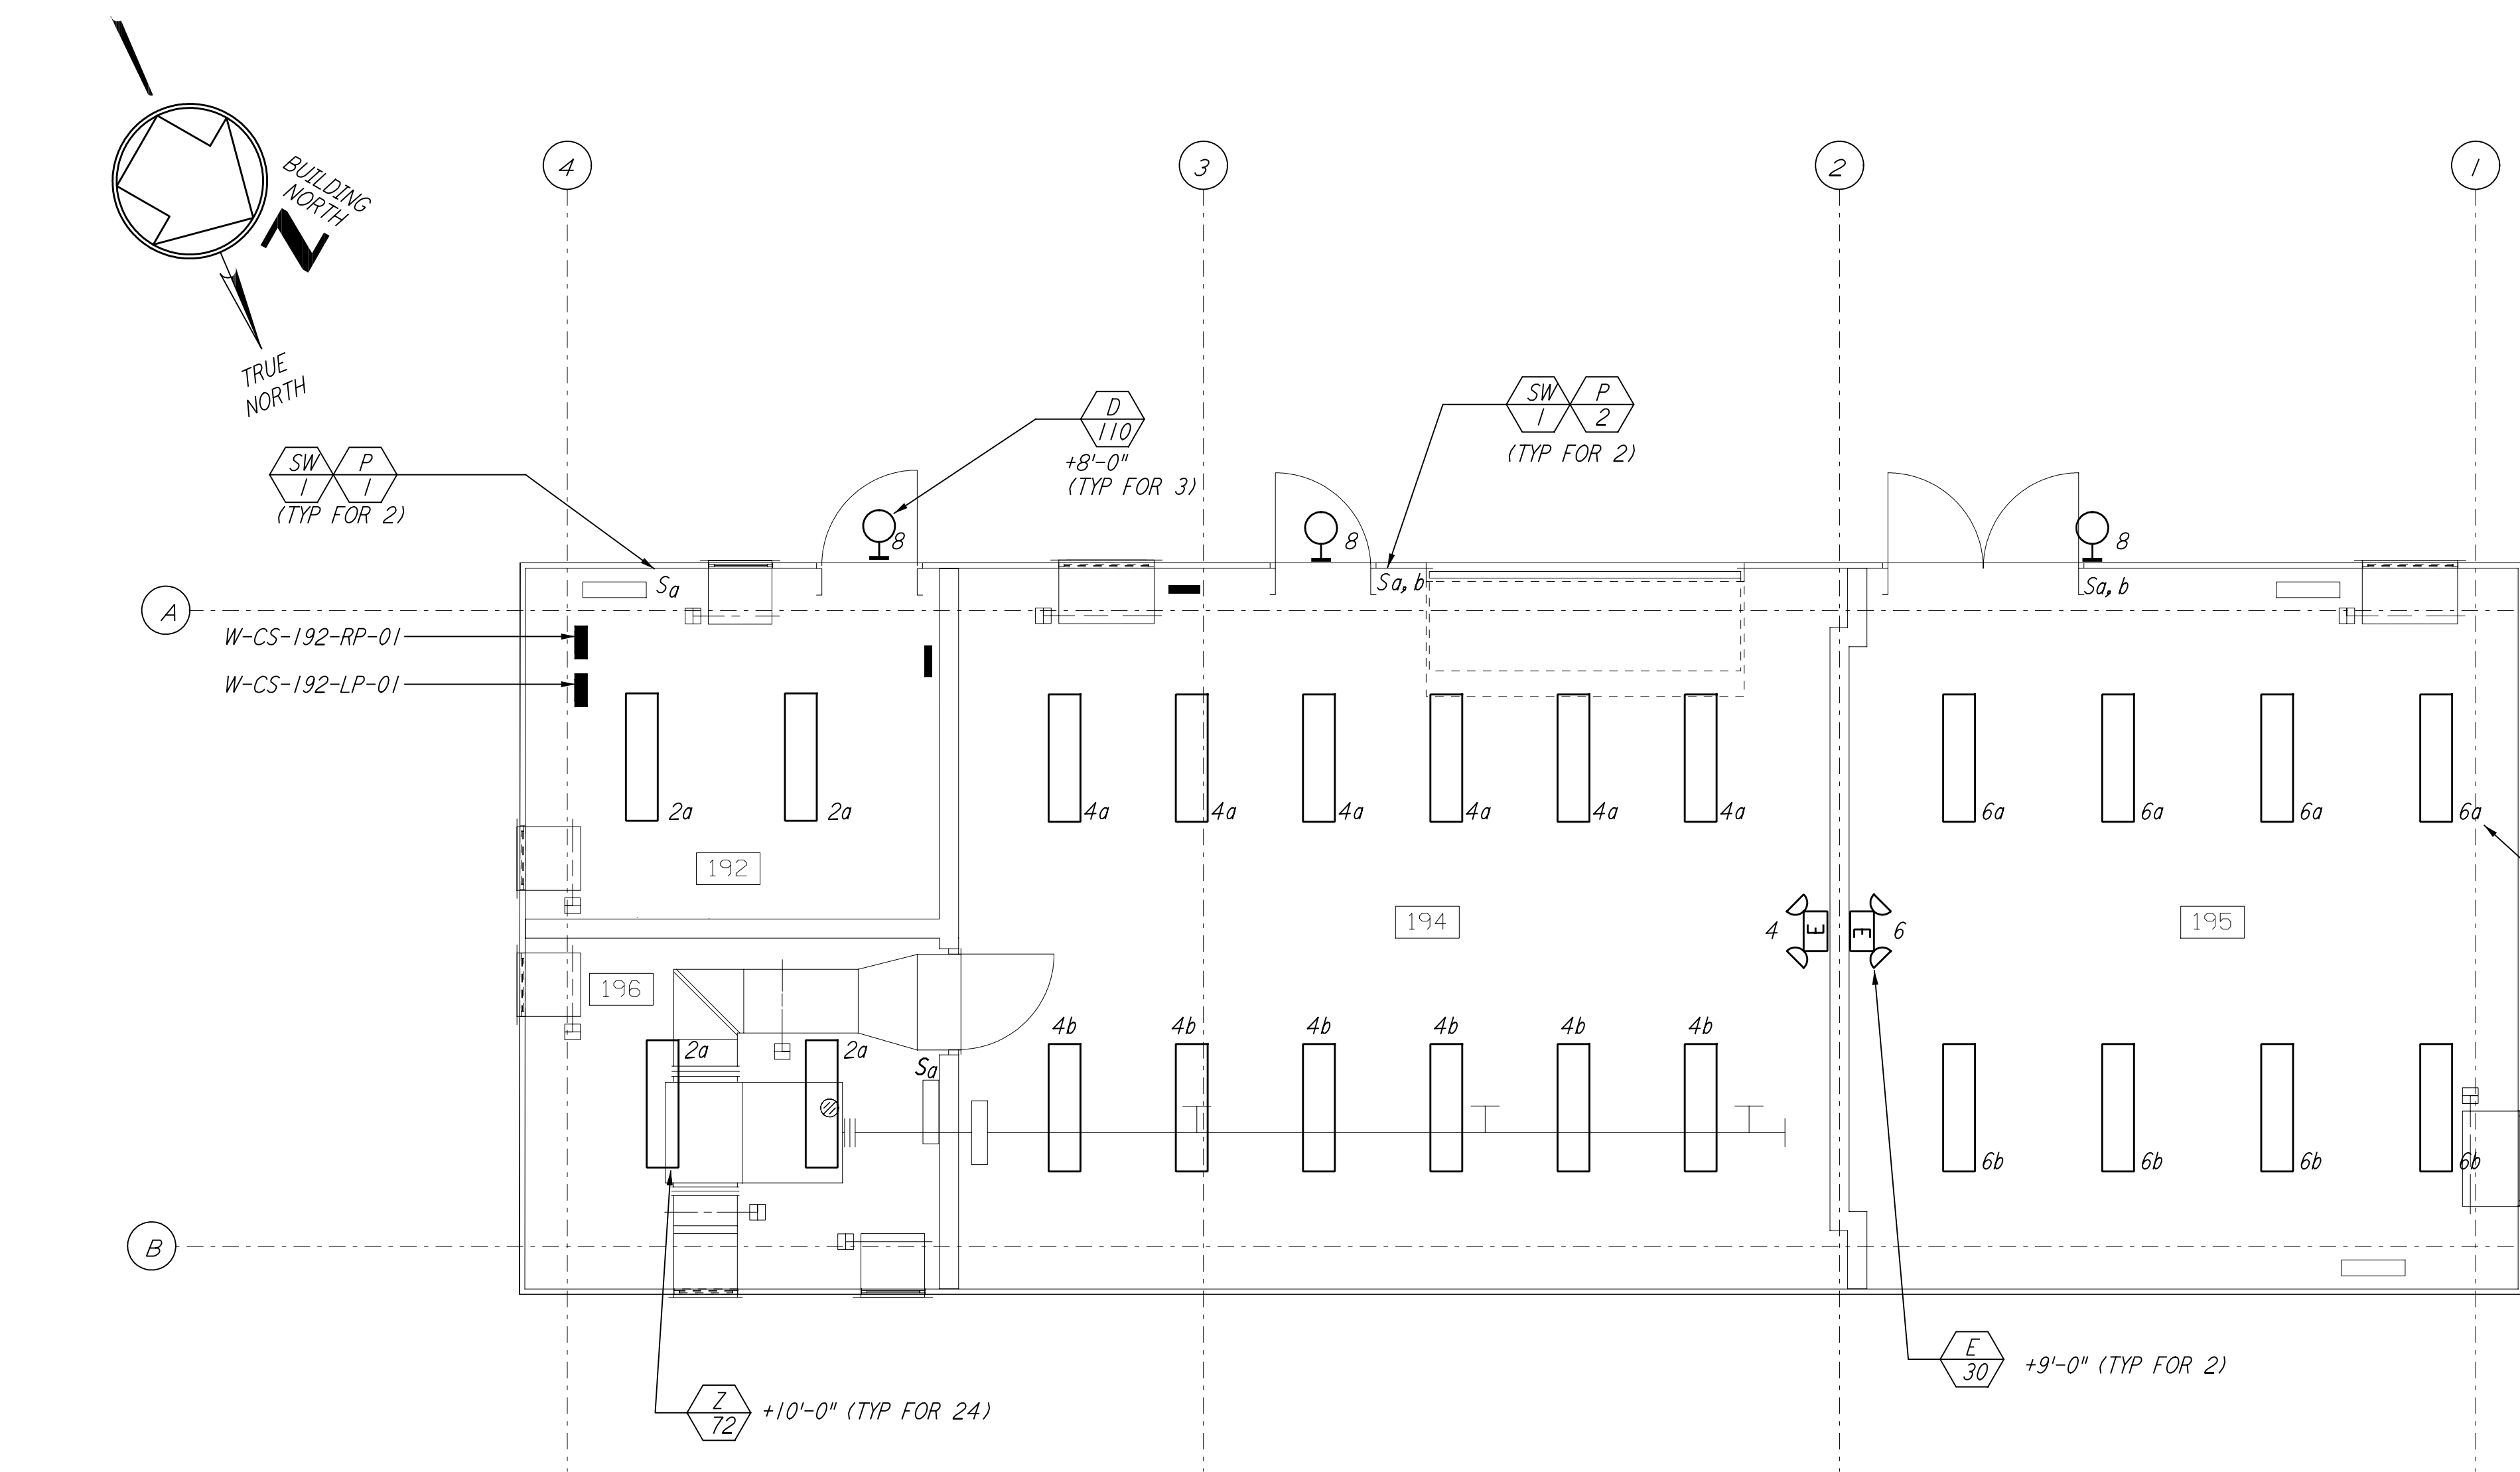 BUILDING
NORTH
N
TRUE
NORTH
4
3
2
1
SW P
1 1
(TYP FOR 2)
D
110
+8'-0"
(TYP FOR 3)
SW P
1 2
(TYP FOR 2)
8
8
8
Sa
Sa, b
Sa, b
A
W-CS-192-RP-01
W-CS-192-LP-01
2a 2a 4a 4a 4a 4a 4a 4a 6a 6a 6a 6a
192
194
195
4 E E 6
196
4b 4b 4b 4b 4b 4b
2a 2a
Sa
6b 6b 6b 6b
B
E
30
+9'-0" (TYP FOR 2)
Z
72
+10'-0" (TYP FOR 24)